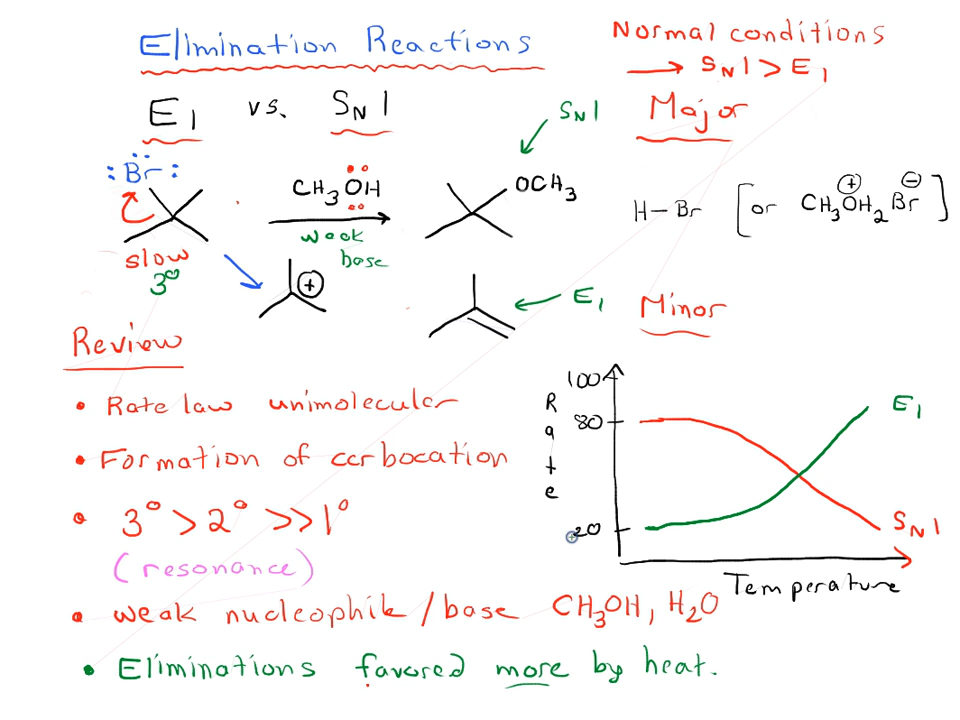 Elimination Reactions
Normal conditions
→ SN1 > E1
E1 vs. SN1
SN1
Major
:Br:
CH3OH
OCH3
H-Br [or CH3OH2 ⊕ Br ⊖]
weak base
slow
3°
⊕
E1
Minor
Review
• Rate law unimolecular
• Formation of carbocation
• 3° > 2° >> 1°
(resonance)
• weak nucleophile/base CH3OH, H2O
• Eliminations favored more by heat.
Rate
100
80
20
E1
SN1
Temperature